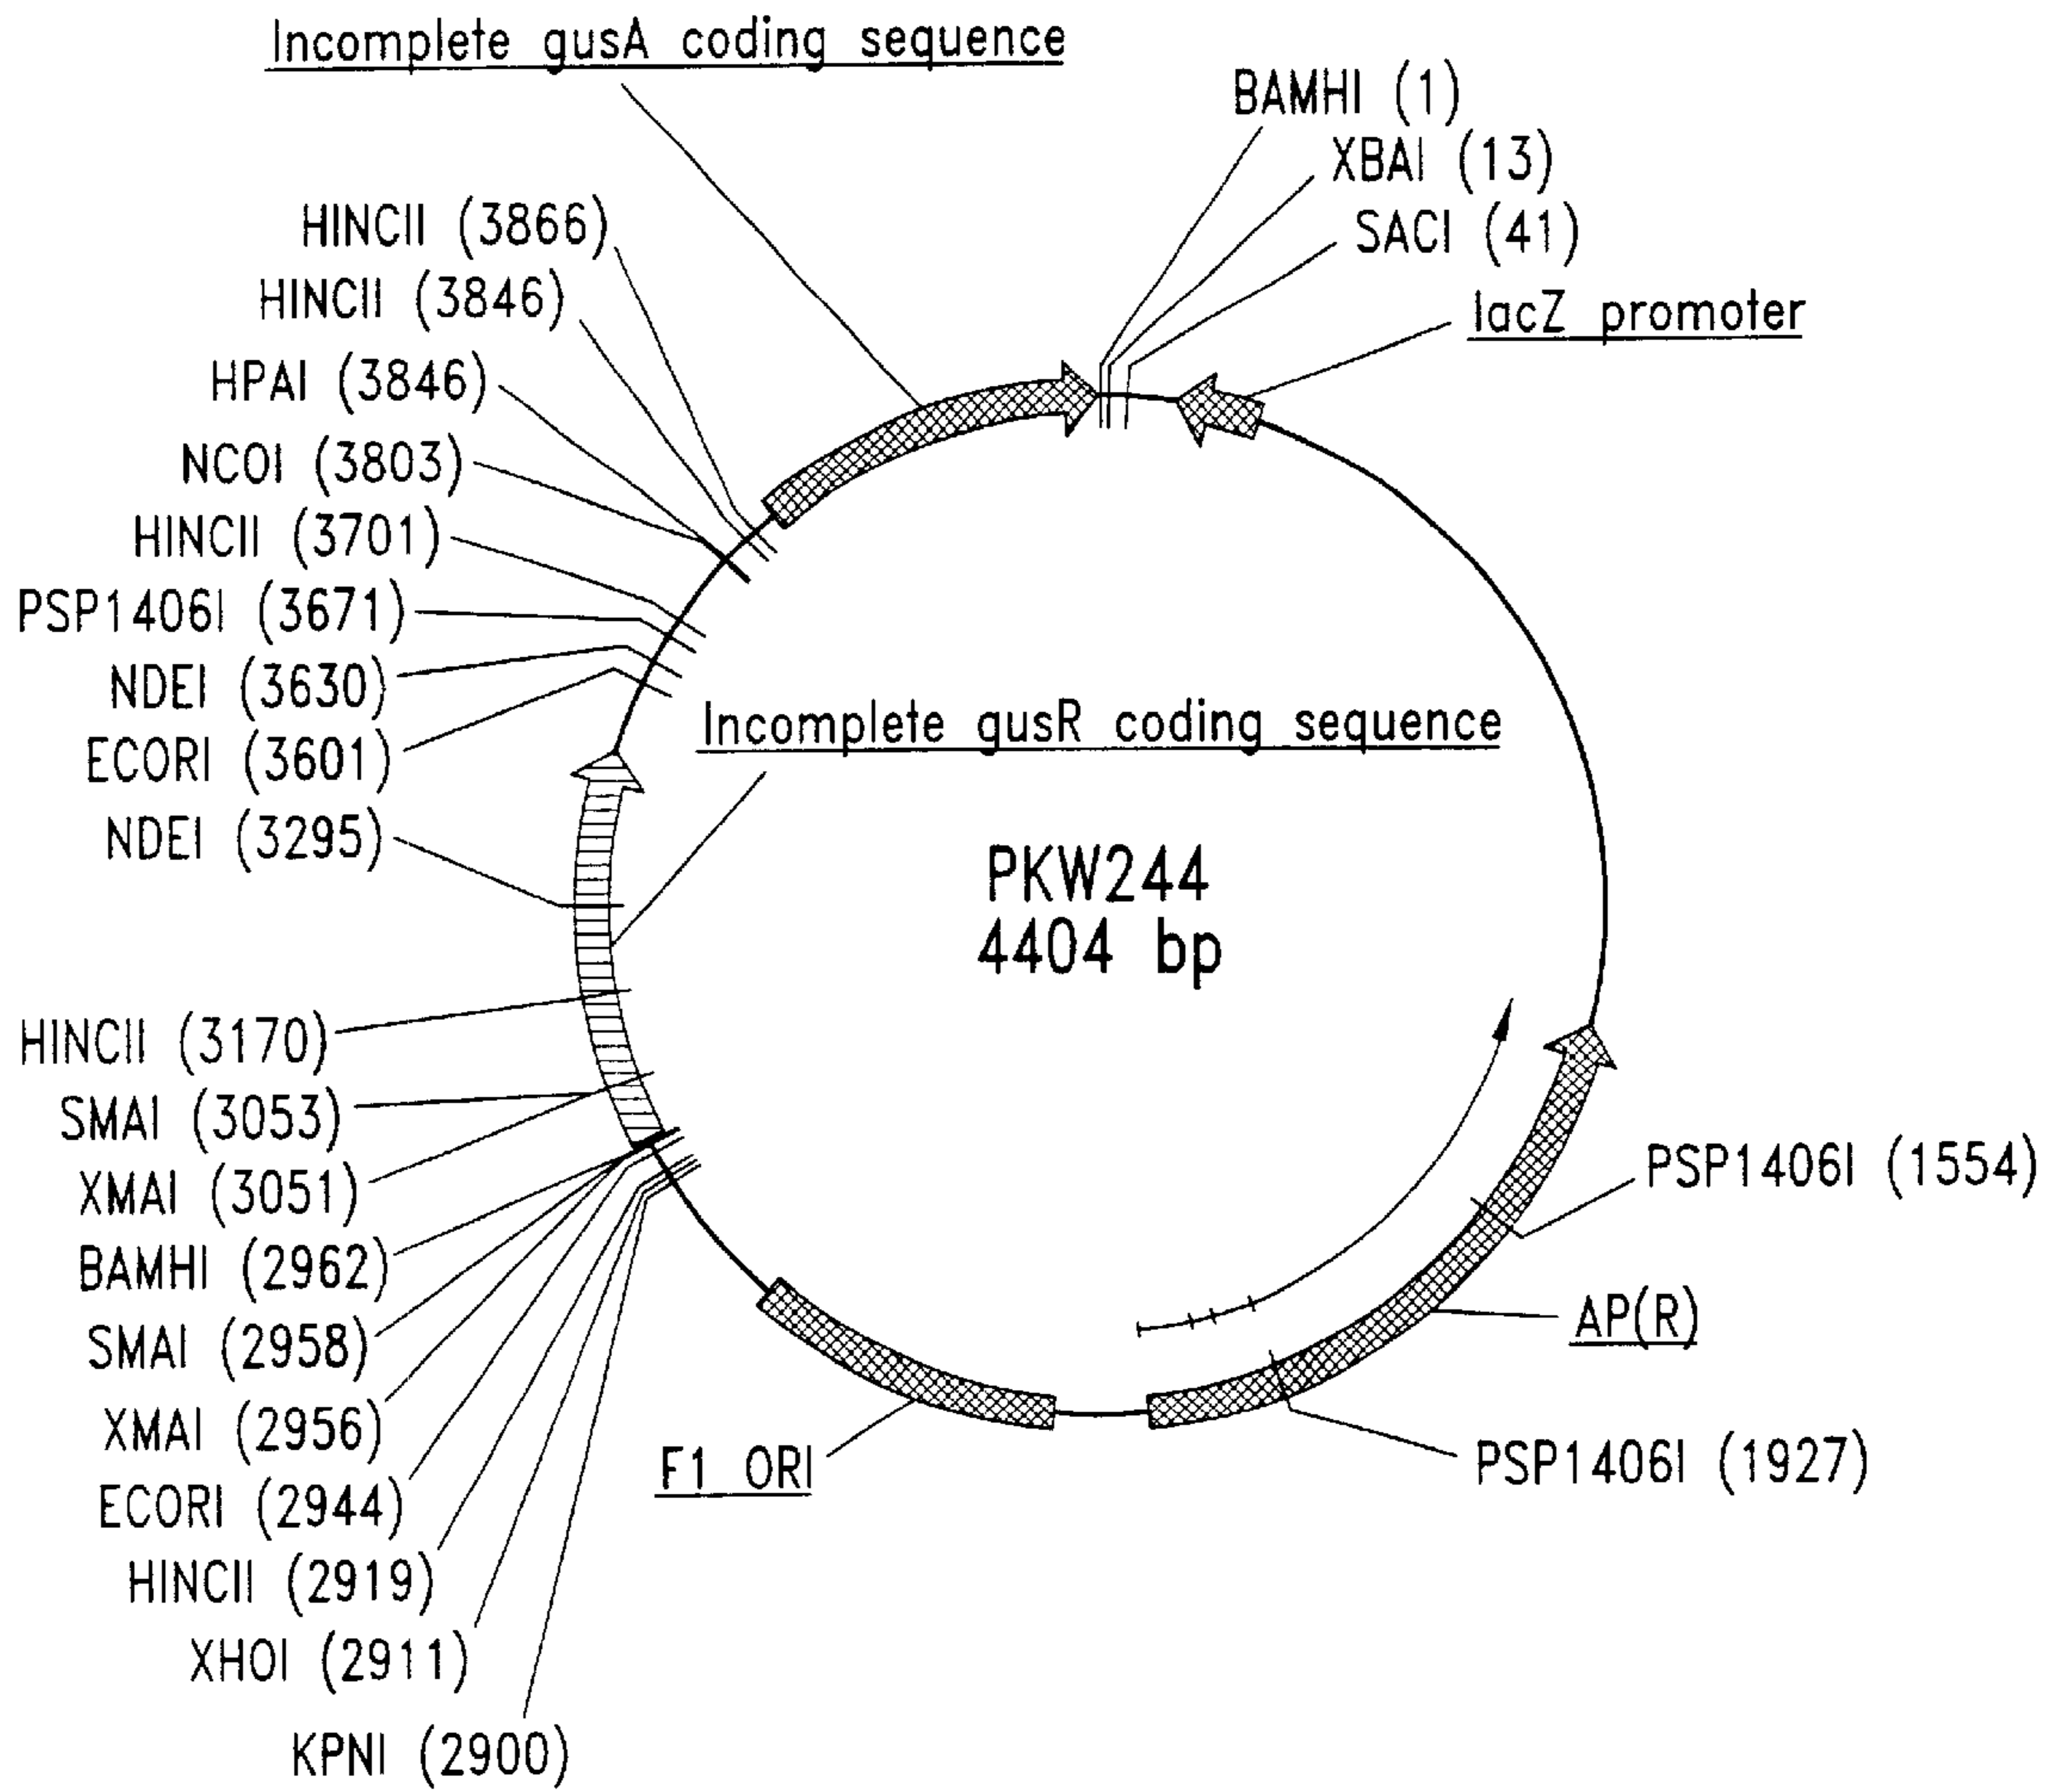 Incomplete gusA coding sequence
BAMHI (1)
XBAI (13)
SACI (41)
lacZ promoter
HINCII (3866)
HINCII (3846)
HPAI (3846)
NCOI (3803)
HINCII (3701)
PSP1406I (3671)
NDEI (3630)
ECORI (3601)
NDEI (3295)
Incomplete gusR coding sequence
PKW244
4404 bp
HINCII (3170)
SMAI (3053)
XMAI (3051)
BAMHI (2962)
SMAI (2958)
XMAI (2956)
ECORI (2944)
HINCII (2919)
XHOI (2911)
KPNI (2900)
F1 ORI
PSP1406I (1554)
AP(R)
PSP1406I (1927)